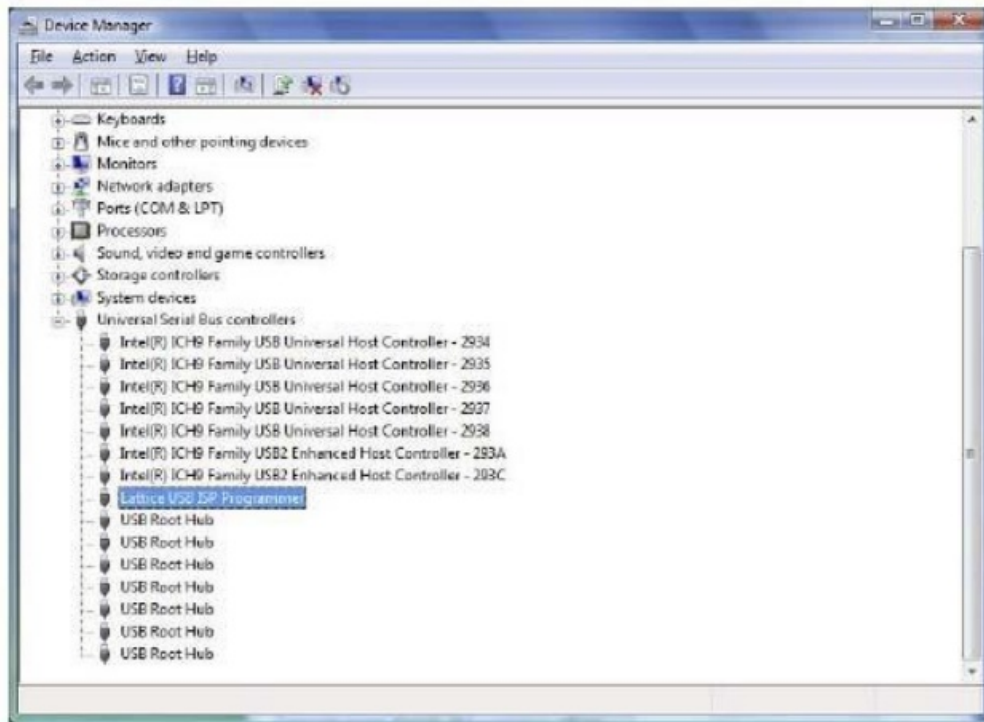 Device Manager
File Action View Help
Keyboards
Mice and other pointing devices
Monitors
Network adapters
Ports (COM & LPT)
Processors
Sound, video and game controllers
Storage controllers
System devices
Universal Serial Bus controllers
Intel(R) ICH9 Family USB Universal Host Controller - 2934
Intel(R) ICH9 Family USB Universal Host Controller - 2935
Intel(R) ICH9 Family USB Universal Host Controller - 2936
Intel(R) ICH9 Family USB Universal Host Controller - 2937
Intel(R) ICH9 Family USB Universal Host Controller - 2938
Intel(R) ICH9 Family USB2 Enhanced Host Controller - 293A
Intel(R) ICH9 Family USB2 Enhanced Host Controller - 293C
Lattice USB ISP Programmer
USB Root Hub
USB Root Hub
USB Root Hub
USB Root Hub
USB Root Hub
USB Root Hub
USB Root Hub